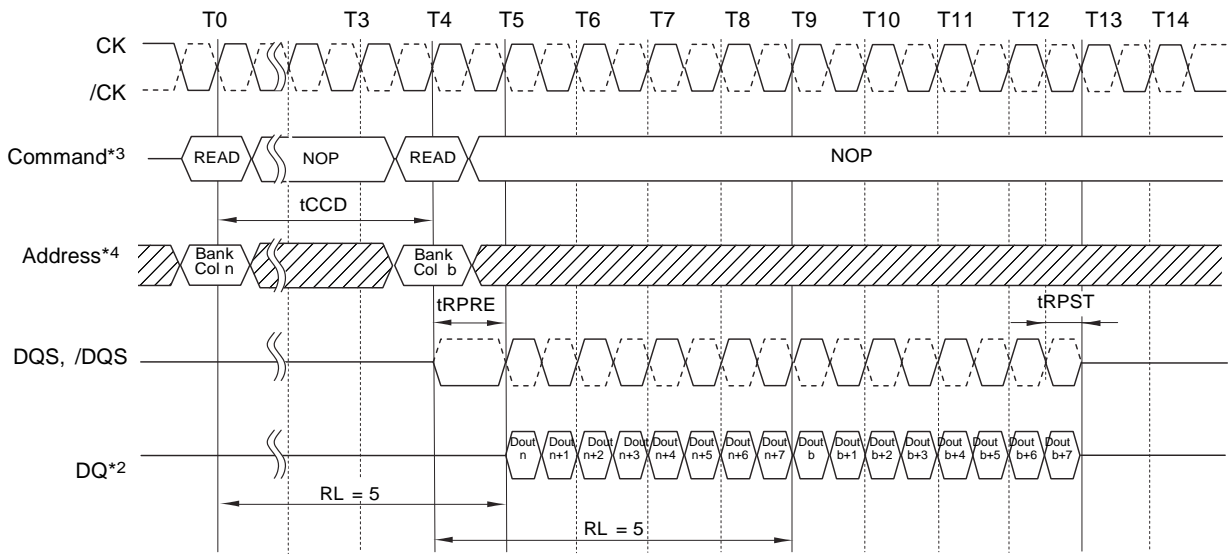 T0 T3 T4 T5 T6 T7 T8 T9 T10 T11 T12 T13 T14
CK
/CK
Command*3
READ NOP READ NOP
tCCD
Address*4
Bank Col n
Bank Col b
tRPRE
tRPST
DQS, /DQS
DQ*2
Dout n
Dout n+1
Dout n+2
Dout n+3
Dout n+4
Dout n+5
Dout n+6
Dout n+7
Dout b
Dout b+1
Dout b+2
Dout b+3
Dout b+4
Dout b+5
Dout b+6
Dout b+7
RL = 5
RL = 5